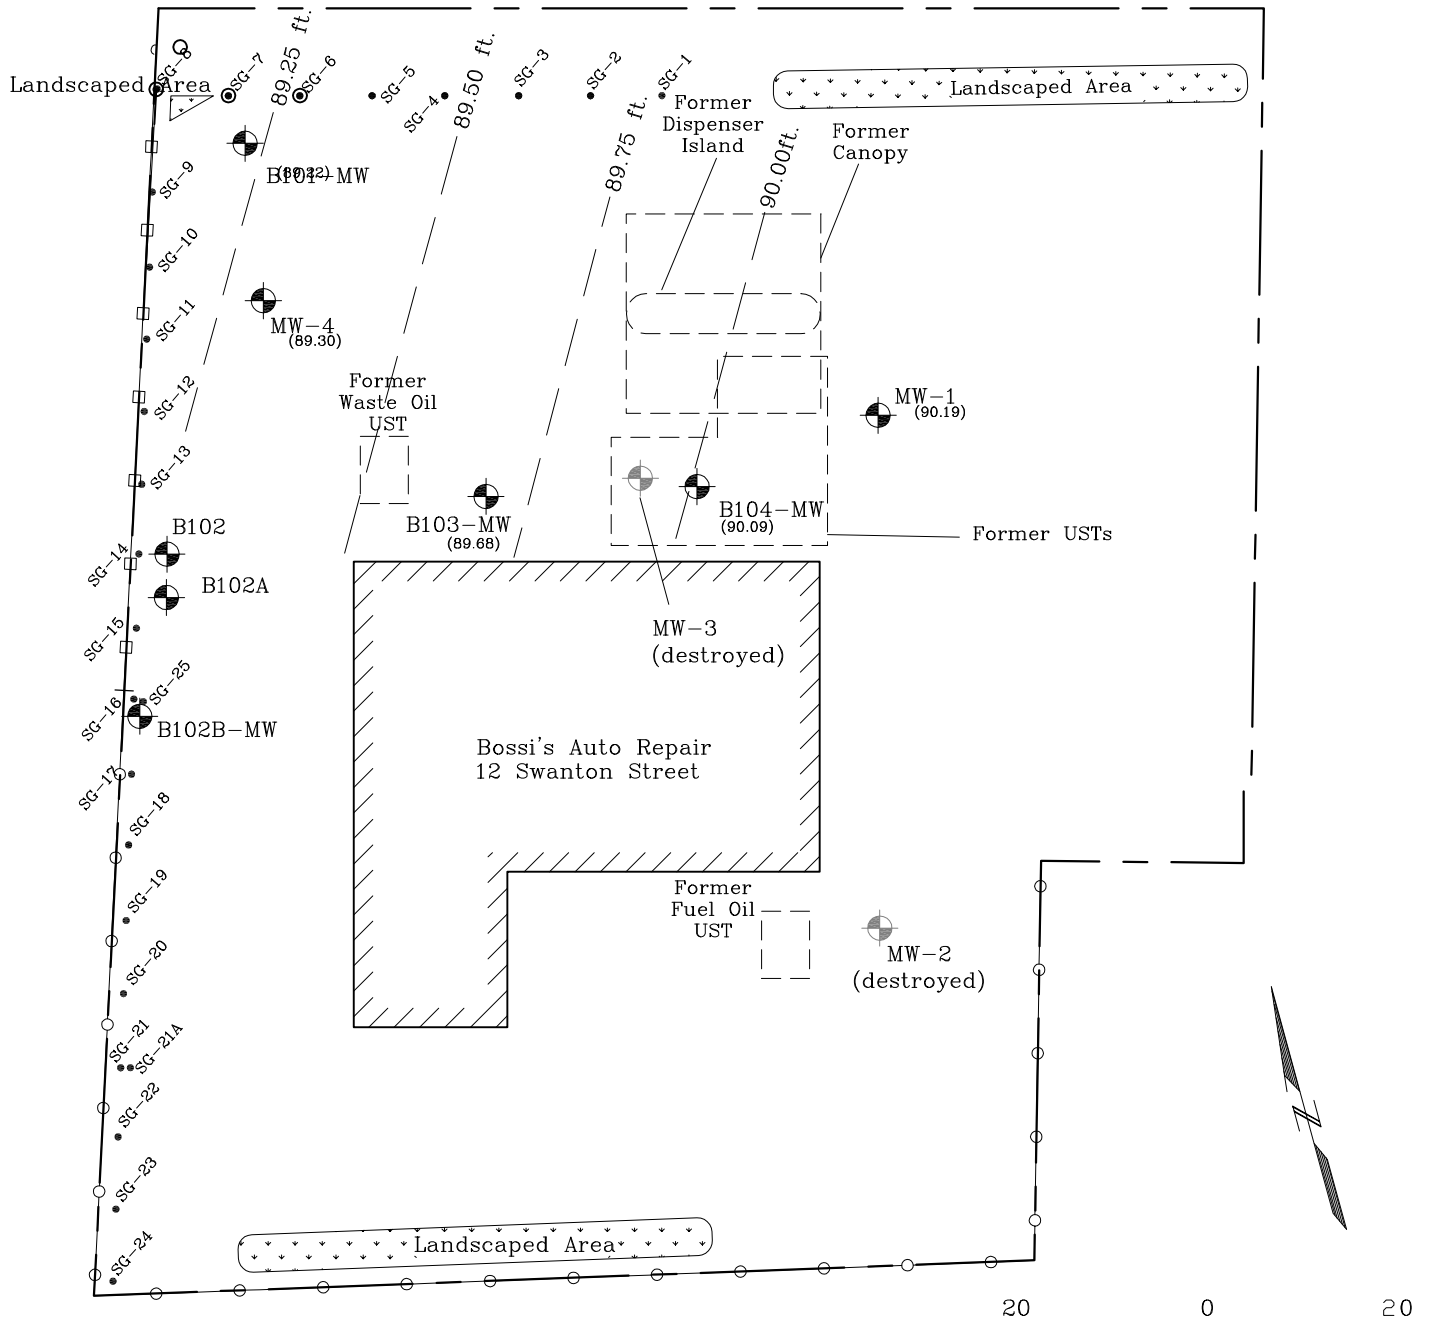 SG-8
SG-7
89.25 ft.
SG-6
SG-5
SG-4
89.50 ft.
SG-3
SG-2
SG-1
Landscaped Area
Landscaped Area
89.75 ft.
Former
Dispenser
Island
90.00ft.
Former
Canopy
B101-MW
(89.22)
SG-9
SG-10
SG-11
MW-4
(89.30)
SG-12
Former
Waste Oil
UST
MW-1
(90.19)
SG-13
B102
B103-MW
(89.68)
B104-MW
(90.09)
Former USTs
SG-14
B102A
SG-15
MW-3
(destroyed)
SG-25
SG-16
B102B-MW
Bossi's Auto Repair
12 Swanton Street
SG-17
SG-18
SG-19
Former
Fuel Oil
UST
MW-2
(destroyed)
SG-20
SG-21
SG-21A
SG-22
N
SG-23
SG-24
Landscaped Area
20 0 20